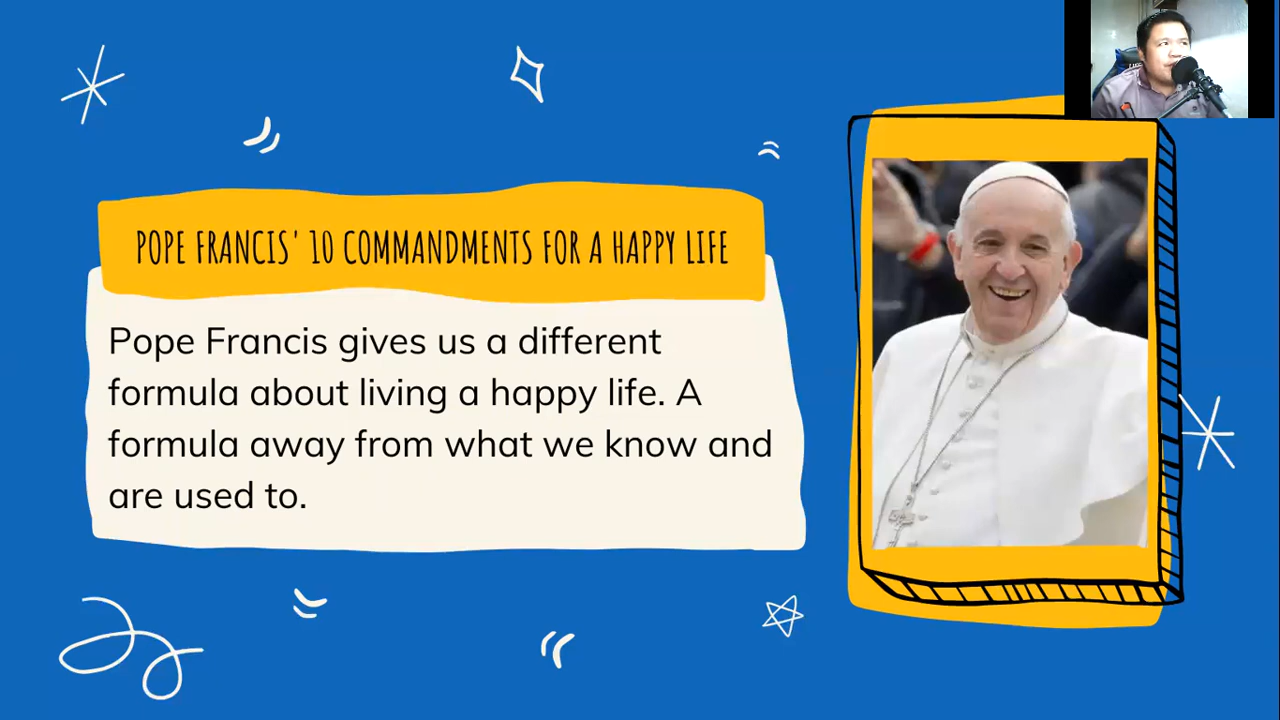 POPE FRANCIS' 10 COMMANDMENTS FOR A HAPPY LIFE
Pope Francis gives us a different
formula about living a happy life. A
formula away from what we know and
are used to.